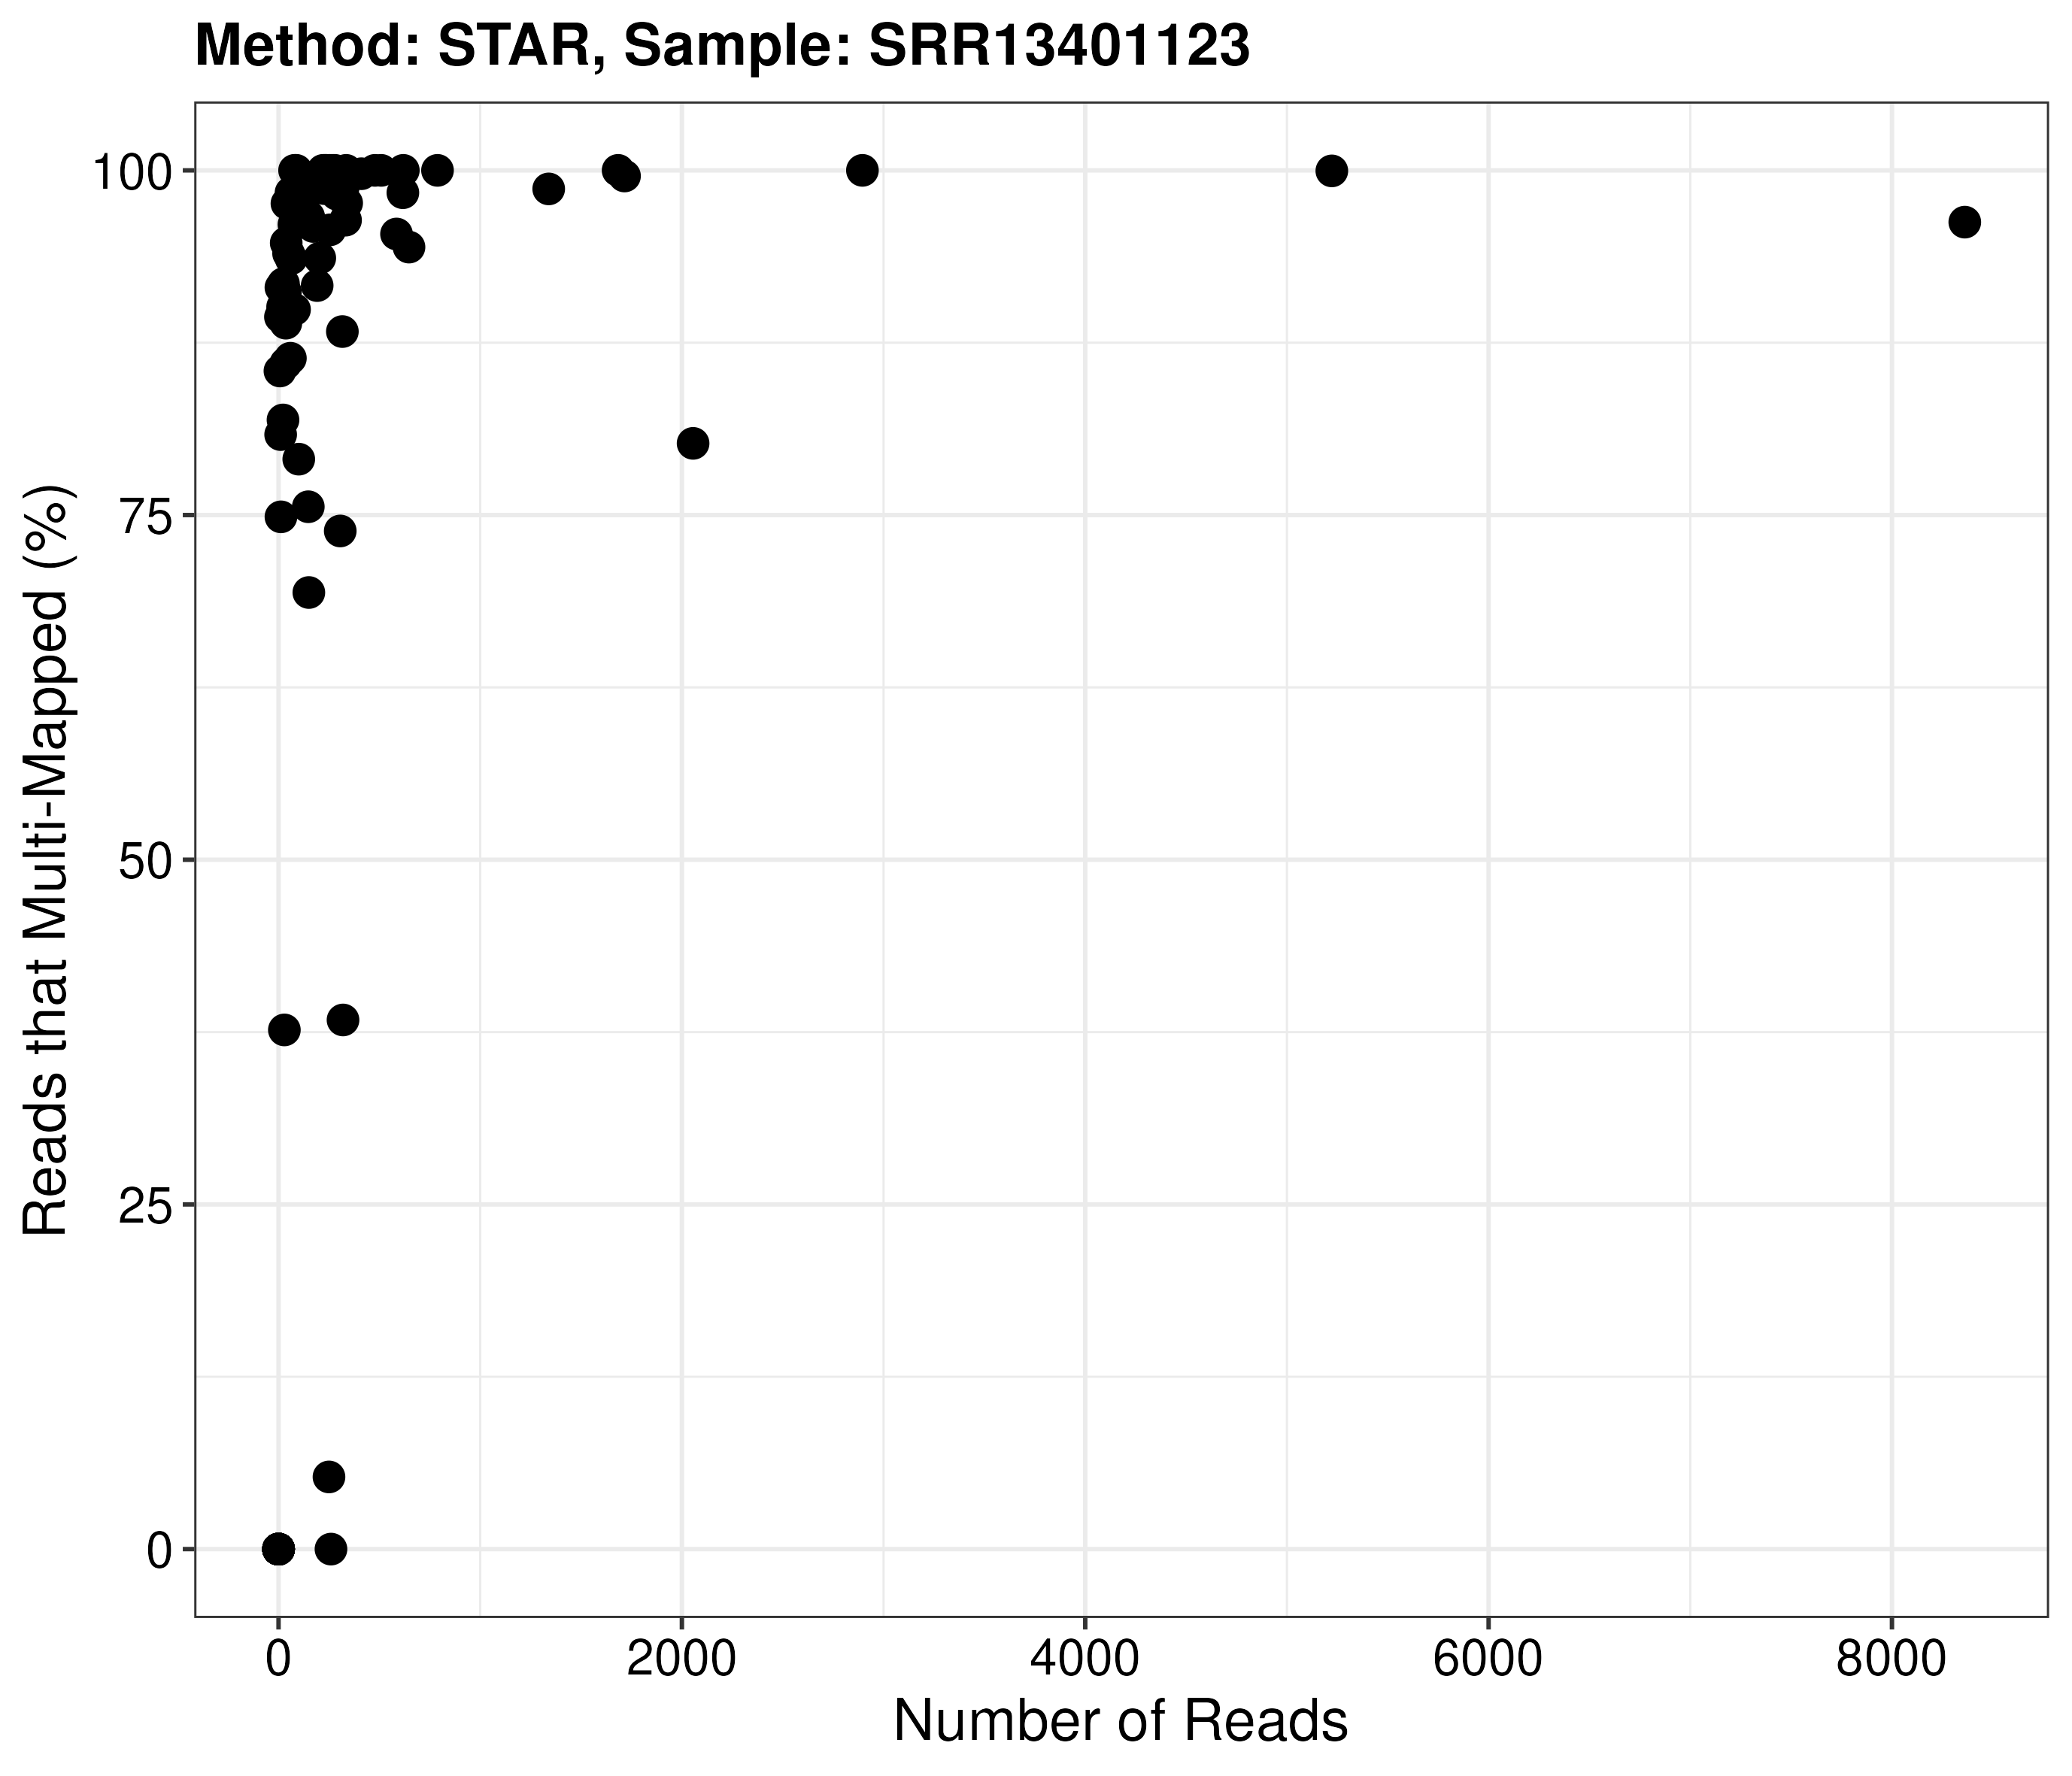 Method: STAR, Sample: SRR13401123
Reads that Multi-Mapped (%)
100
75
50
25
0
0 2000 4000 6000 8000
Number of Reads